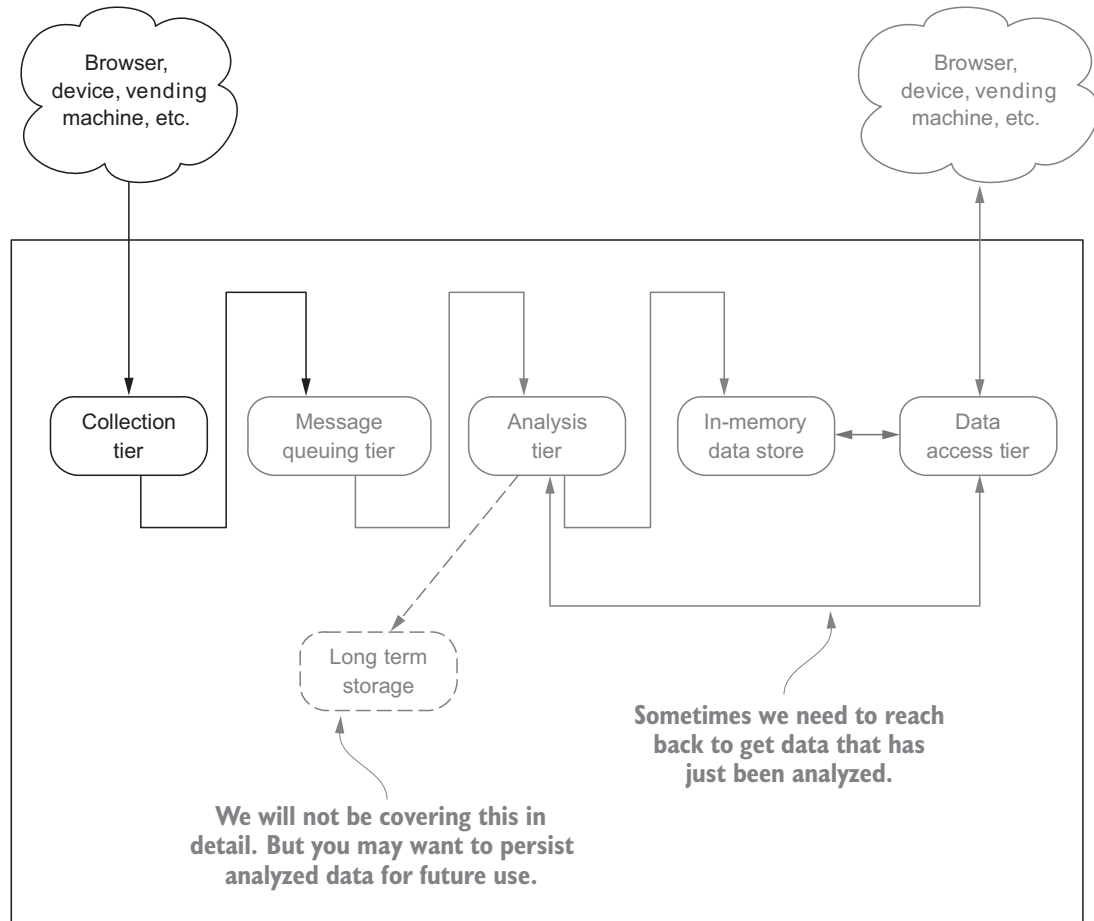 Browser,
device, vending
machine, etc.
Browser,
device, vending
machine, etc.
Collection
tier
Message
queuing tier
Analysis
tier
In-memory
data store
Data
access tier
Long term
storage
Sometimes we need to reach
back to get data that has
just been analyzed.
We will not be covering this in
detail. But you may want to persist
analyzed data for future use.